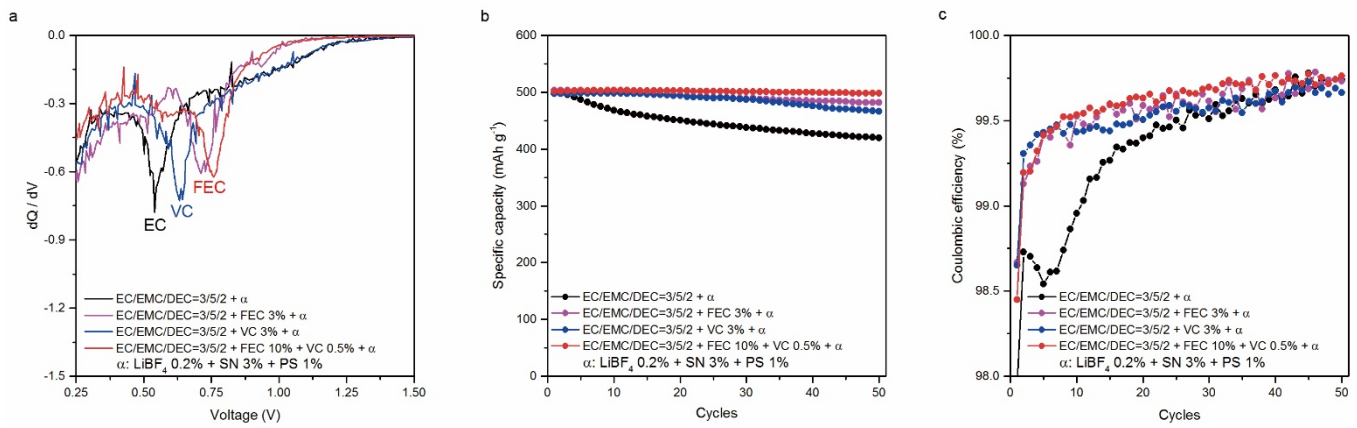 a
0.0
-0.3
-0.6
-0.9
-1.2
-1.5
dQ / dV
EC
VC
FEC
EC/EMC/DEC=3/5/2 + α
EC/EMC/DEC=3/5/2 + FEC 3% + α
EC/EMC/DEC=3/5/2 + VC 3% + α
EC/EMC/DEC=3/5/2 + FEC 10% + VC 0.5% + α
α: LiBF₄ 0.2% + SN 3% + PS 1%
0.25 0.50 0.75 1.00 1.25 1.50
Voltage (V)
b
600
500
400
300
200
100
0
Specific capacity (mAh g⁻¹)
EC/EMC/DEC=3/5/2 + α
EC/EMC/DEC=3/5/2 + FEC 3% + α
EC/EMC/DEC=3/5/2 + VC 3% + α
EC/EMC/DEC=3/5/2 + FEC 10% + VC 0.5% + α
α: LiBF₄ 0.2% + SN 3% + PS 1%
0 10 20 30 40 50
Cycles
c
100.0
99.5
99.0
98.5
98.0
Coulombic efficiency (%)
EC/EMC/DEC=3/5/2 + α
EC/EMC/DEC=3/5/2 + FEC 3% + α
EC/EMC/DEC=3/5/2 + VC 3% + α
EC/EMC/DEC=3/5/2 + FEC 10% + VC 0.5% + α
α: LiBF₄ 0.2% + SN 3% + PS 1%
0 10 20 30 40 50
Cycles